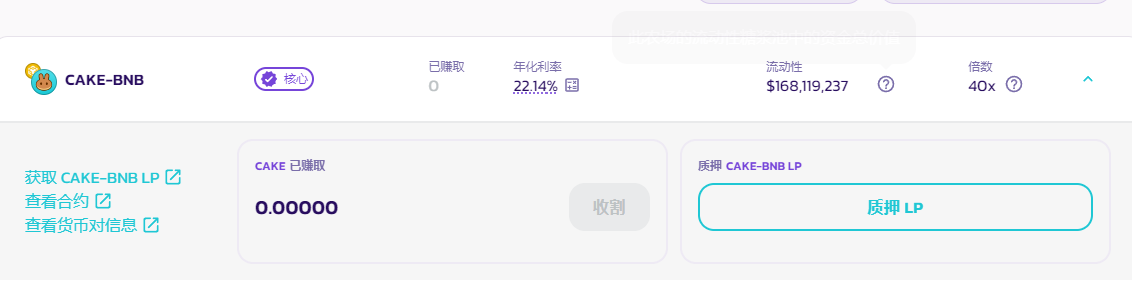 CAKE-BNB
核心
已赚取
0
年化利率
22.14%
流动性
$168,119,237
倍数
40x
获取 CAKE-BNB LP
查看合约
查看货币对信息
CAKE 已赚取
0.00000
收割
质押 CAKE-BNB LP
质押 LP